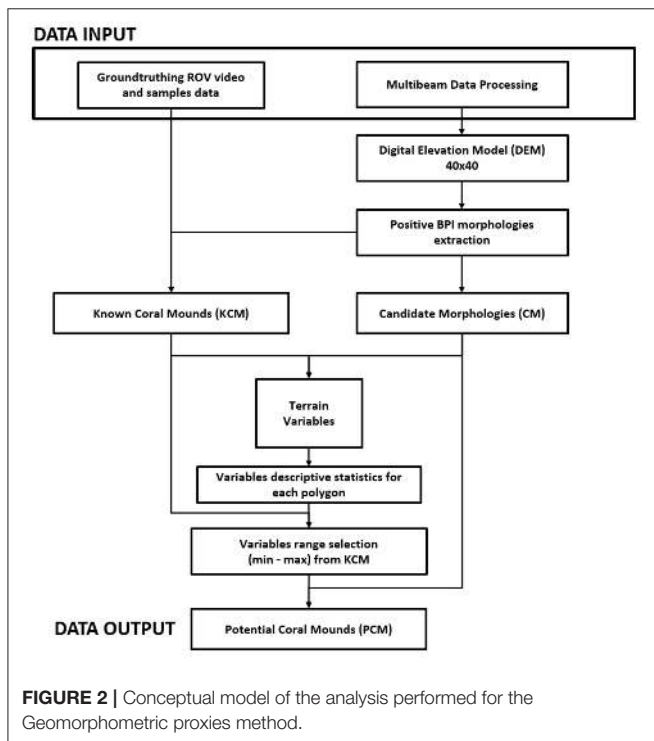 DATA INPUT
Groundtruthing ROV video
and samples data
Multibeam Data Processing
Digital Elevation Model (DEM)
40x40
Positive BPI morphologies
extraction
Known Coral Mounds (KCM)
Candidate Morphologies (CM)
Terrain
Variables
Variables descriptive statistics for
each polygon
Variables range selection
(min - max) from KCM
DATA OUTPUT
Potential Coral Mounds (PCM)
FIGURE 2 | Conceptual model of the analysis performed for the
Geomorphometric proxies method.